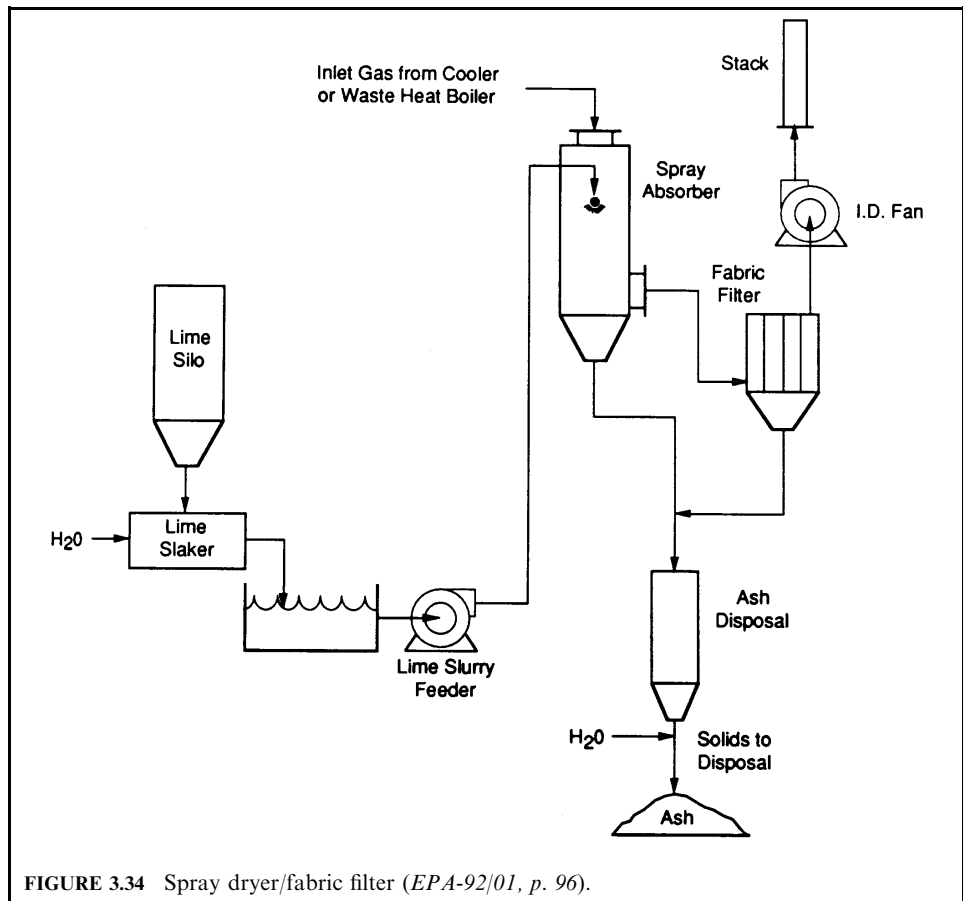 Inlet Gas from Cooler
or Waste Heat Boiler
Stack
Spray
Absorber
I.D. Fan
Fabric
Filter
Lime
Silo
Lime
Slaker
H20
Lime Slurry
Feeder
Ash
Disposal
H20
Solids to
Disposal
Ash
FIGURE 3.34 Spray dryer/fabric filter (EPA-92/01, p. 96).